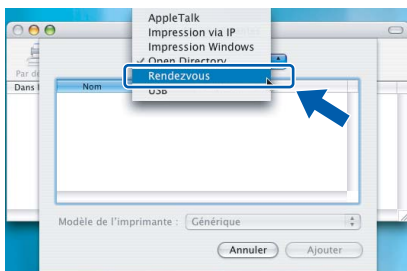 AppleTalk
Impression via IP
Impression Windows
✓ Open Directory
Rendezvous
USB
Par dé
Dans l
Nom
Modèle de l'imprimante : Générique
Annuler Ajouter